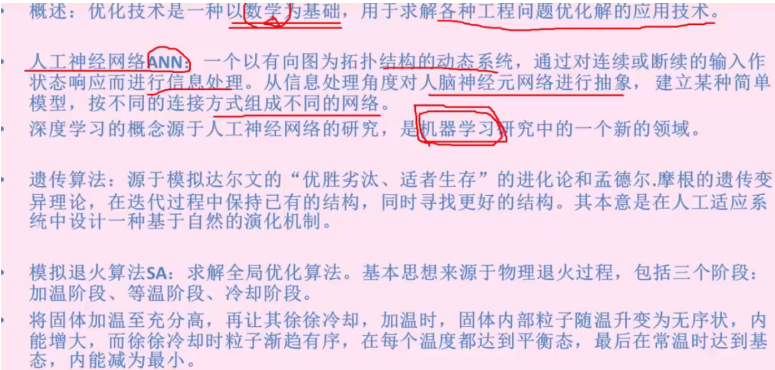 • 概述：优化技术是一种以数学为基础，用于求解各种工程问题优化解的应用技术。
• 人工神经网络ANN：一个以有向图为拓扑结构的动态系统，通过对连续或断续的输入作
状态响应而进行信息处理。从信息处理角度对人脑神经元网络进行抽象，建立某种简单
模型，按不同的连接方式组成不同的网络。
• 深度学习的概念源于人工神经网络的研究，是机器学习研究中的一个新的领域。
• 遗传算法：源于模拟达尔文的“优胜劣汰、适者生存”的进化论和孟德尔.摩根的遗传变
异理论，在迭代过程中保持已有的结构，同时寻找更好的结构。其本意是在人工适应系
统中设计一种基于自然的演化机制。
• 模拟退火算法SA：求解全局优化算法。基本思想来源于物理退火过程，包括三个阶段：
加温阶段、等温阶段、冷却阶段。
• 将固体加温至充分高，再让其徐徐冷却，加温时，固体内部粒子随温升变为无序状，内
能增大，而徐徐冷却时粒子渐趋有序，在每个温度都达到平衡态，最后在常温时达到基
态，内能减为最小。